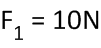 F₁ = 10N